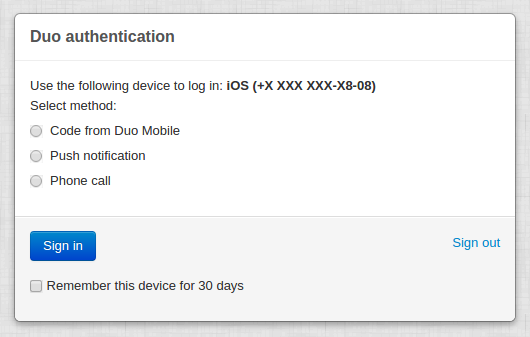 Duo authentication
Use the following device to log in: iOS (+X XXX XXX-X8-08)
Select method:
Code from Duo Mobile
Push notification
Phone call
Sign in
Sign out
Remember this device for 30 days